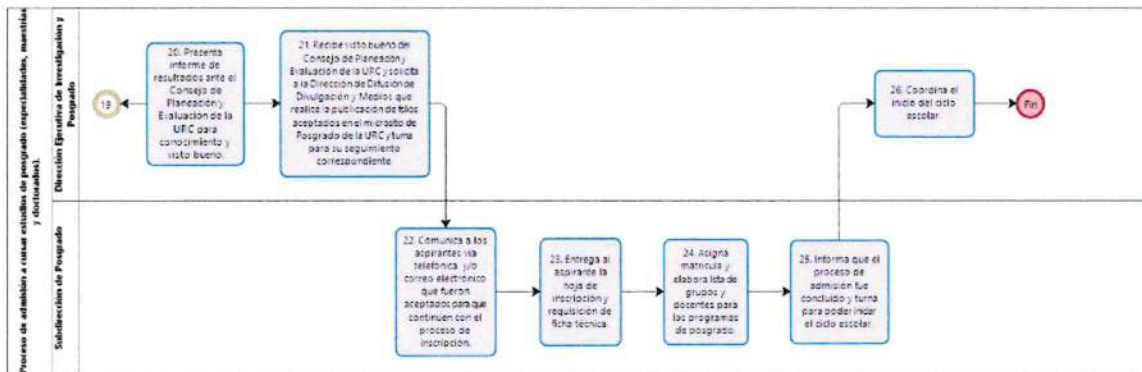 Proceso de admisión a cursar estudios de posgrado (especialidades, maestrías
y doctorados).
Dirección Ejecutiva de Investigación y
Posgrado
19
20. Presenta
informe de
resultados ante el
Consejo de
Planeación y
Evaluación de la
URC para
conocimiento y
visto bueno.
21. Recibe visto bueno del
Consejo de Planeación y
Evaluación de la URC y solicita
a la Dirección de Difusión de
Divulgación y Medios que
realice la publicación de folios
aceptados en el micrositio de
Posgrado de la URC y turna
para su seguimiento
correspondiente.
26. Coordina el
inicio del ciclo
escolar.
Fin
Subdirección de Posgrado
22. Comunica a los
aspirantes vía
telefónica y/o
correo electrónico
que fueron
aceptados para que
continúen con el
proceso de
inscripción.
23. Entrega al
aspirante la
hoja de
inscripción y
requisición de
ficha técnica.
24. Asigna
matrícula y
elabora lista de
grupos y
docentes para
los programas
de posgrado.
25. Informa que el
proceso de
admisión fue
concluido y turna
para poder iniciar
el ciclo escolar.